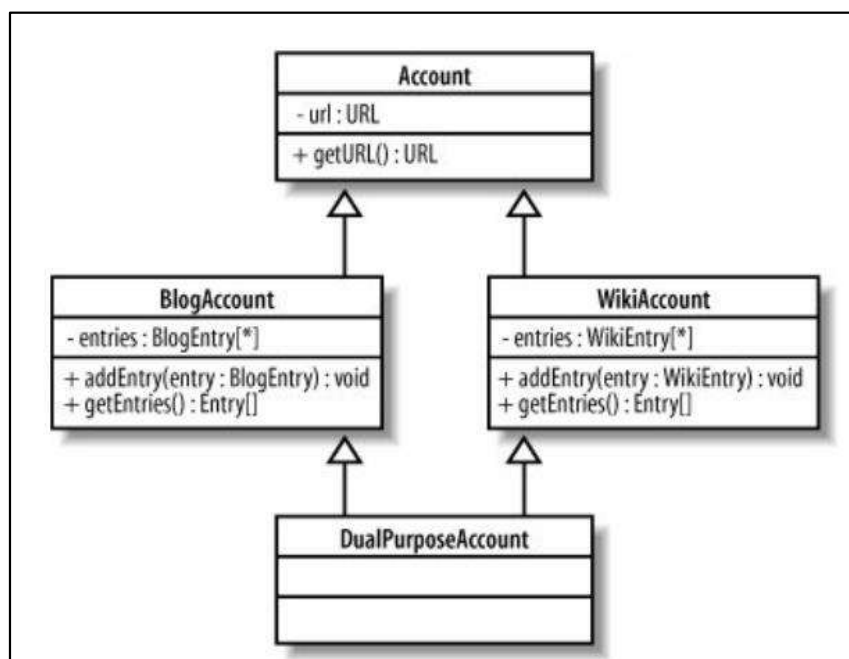 Account
- url : URL
+ getURL() : URL
BlogAccount
- entries : BlogEntry[*]
+ addEntry(entry : BlogEntry) : void
+ getEntries() : Entry[]
WikiAccount
- entries : WikiEntry[*]
+ addEntry(entry : WikiEntry) : void
+ getEntries() : Entry[]
DualPurposeAccount